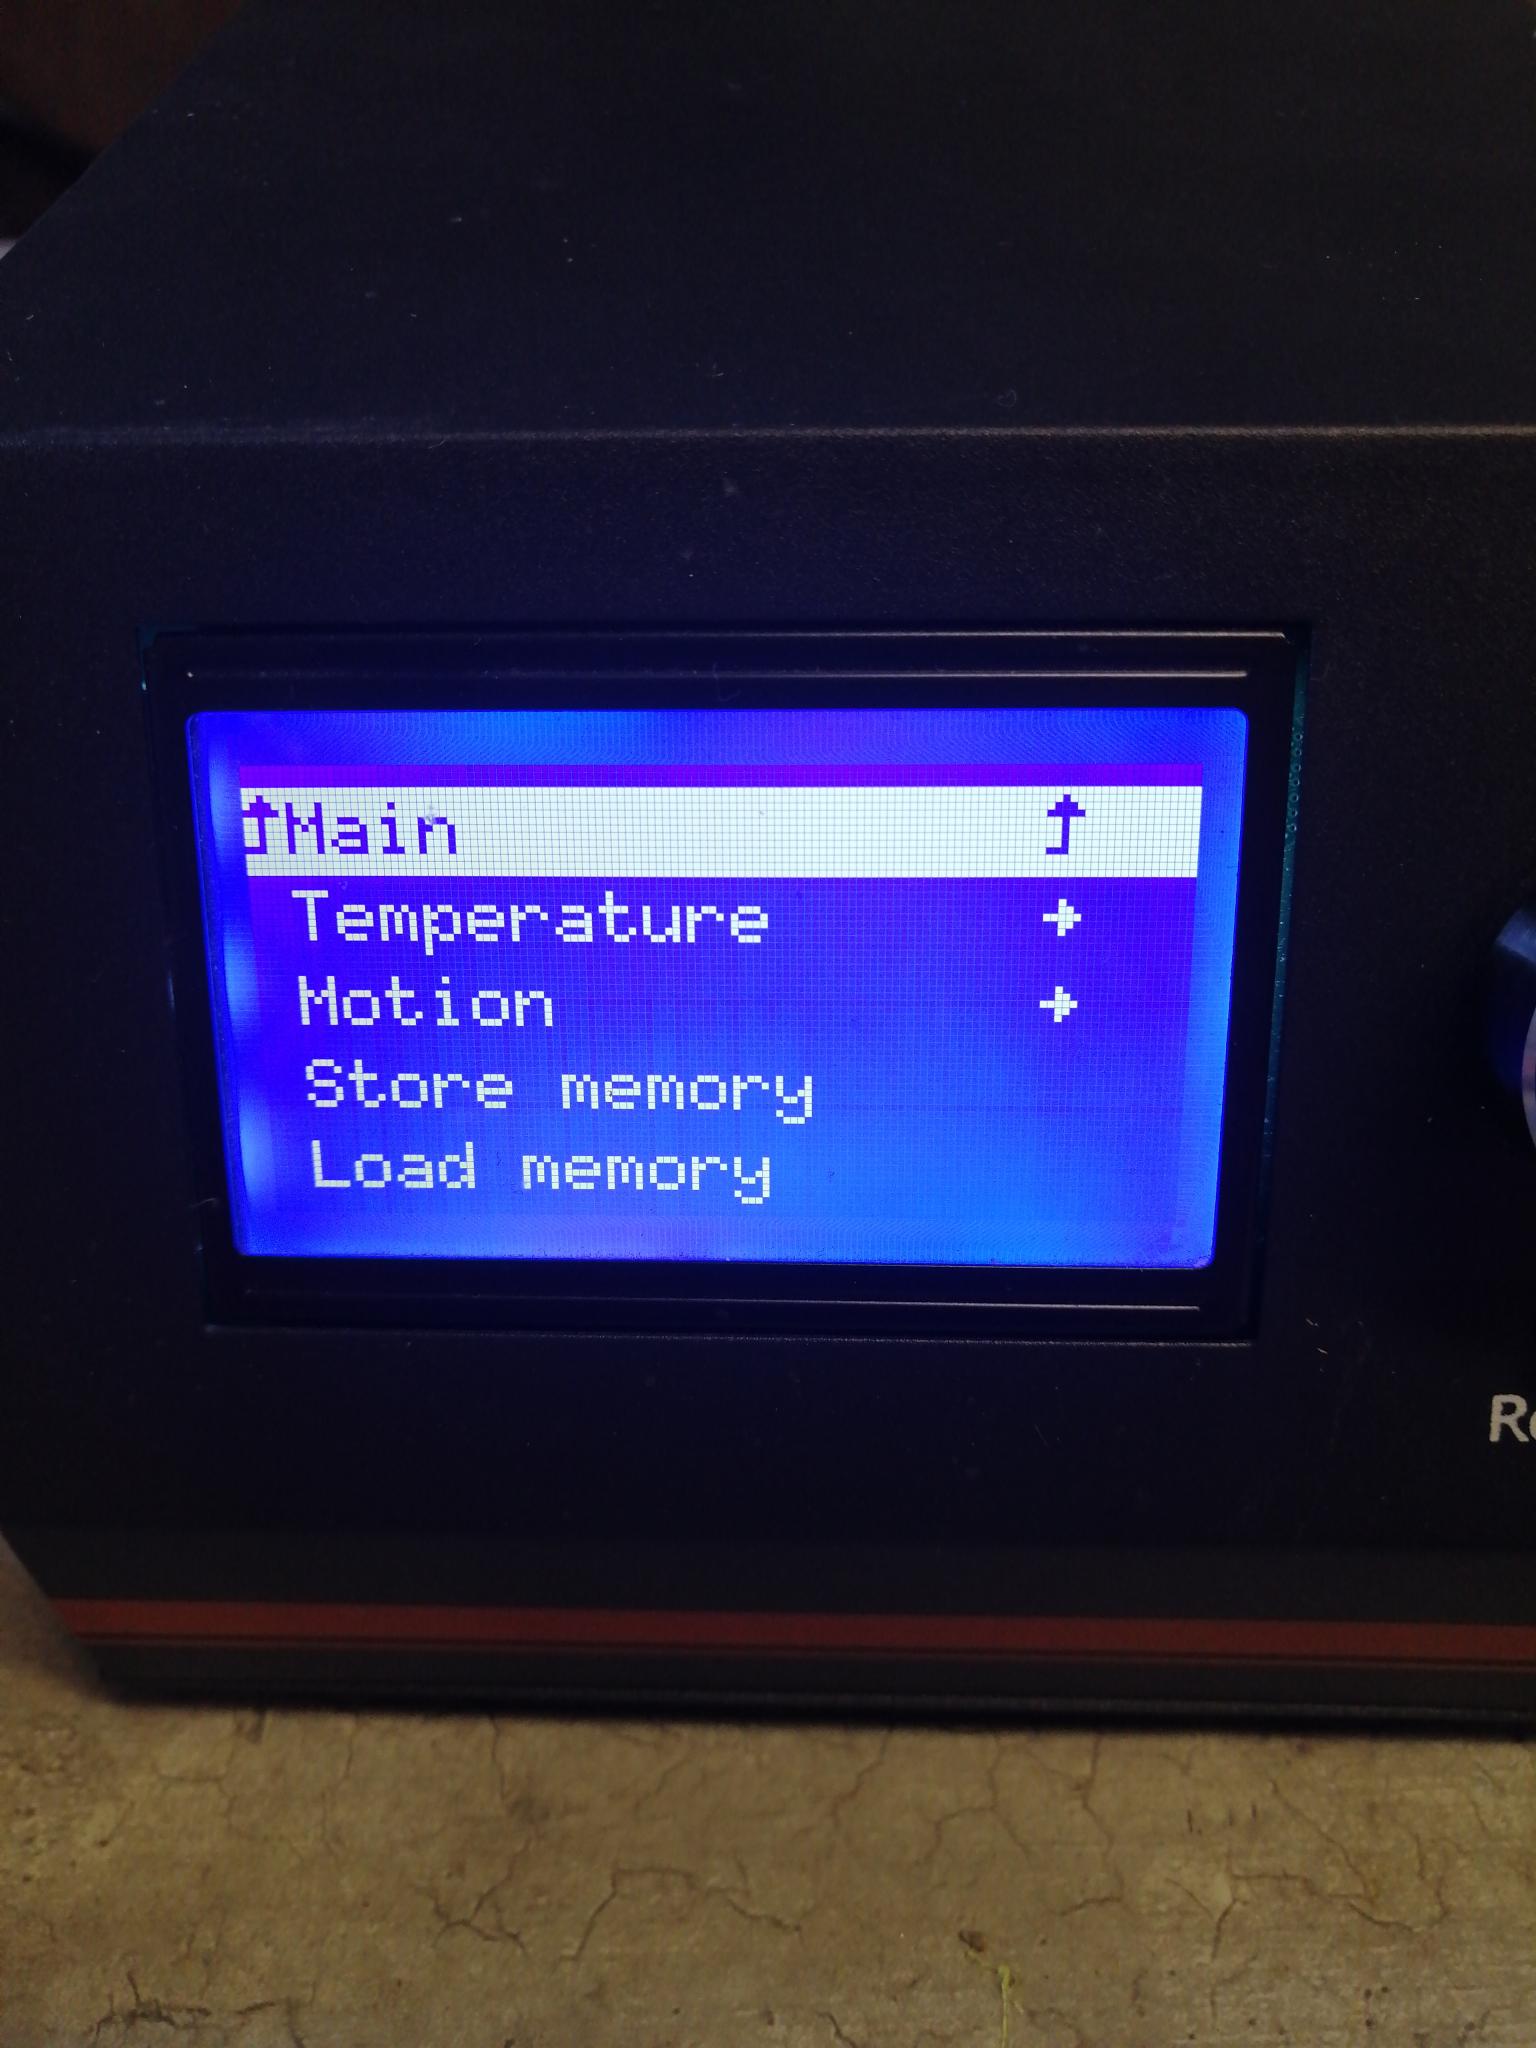 ↑Main ↑
Temperature →
Motion →
Store memory
Load memory